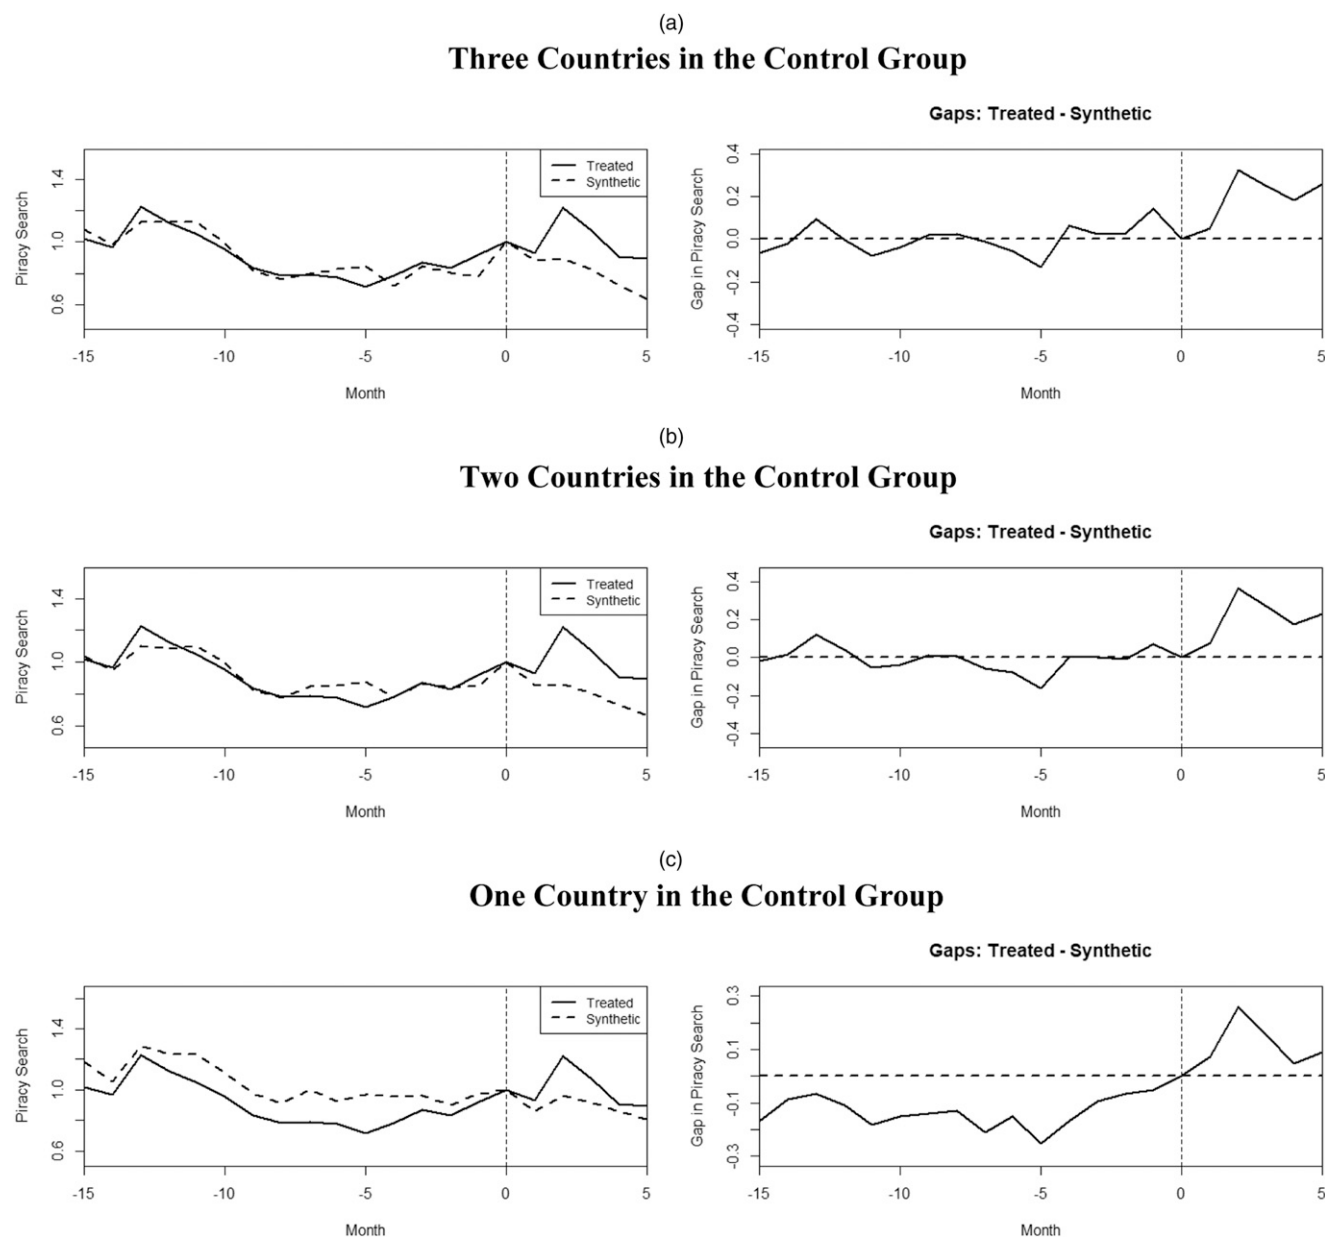 (a)
Three Countries in the Control Group
Gaps: Treated - Synthetic
Piracy Search
0.6 1.0 1.4
Treated
Synthetic
-15 -10 -5 0 5
Month
Gap in Piracy Search
-0.4 -0.2 0.0 0.2 0.4
-15 -10 -5 0 5
Month
(b)
Two Countries in the Control Group
Gaps: Treated - Synthetic
Piracy Search
0.6 1.0 1.4
Treated
Synthetic
-15 -10 -5 0 5
Month
Gap in Piracy Search
-0.4 -0.2 0.0 0.2 0.4
-15 -10 -5 0 5
Month
(c)
One Country in the Control Group
Gaps: Treated - Synthetic
Piracy Search
0.6 1.0 1.4
Treated
Synthetic
-15 -10 -5 0 5
Month
Gap in Piracy Search
-0.3 -0.1 0.1 0.3
-15 -10 -5 0 5
Month